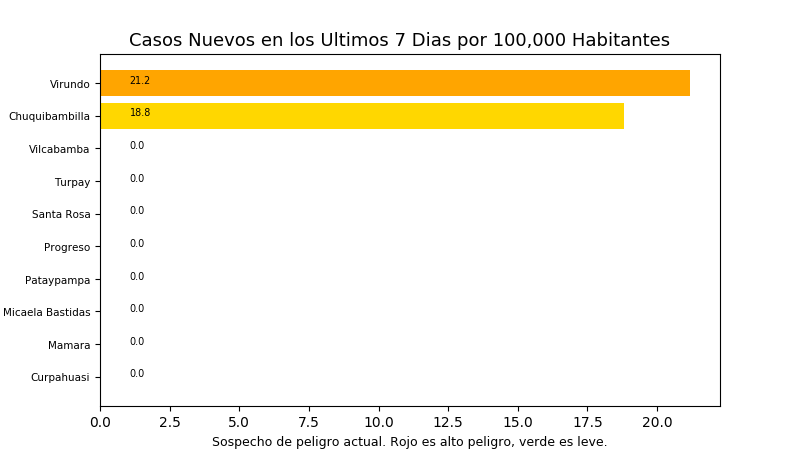 Casos Nuevos en los Ultimos 7 Dias por 100,000 Habitantes
Virundo 21.2
Chuquibambilla 18.8
Vilcabamba 0.0
Turpay 0.0
Santa Rosa 0.0
Progreso 0.0
Pataypampa 0.0
Micaela Bastidas 0.0
Mamara 0.0
Curpahuasi 0.0
0.0 2.5 5.0 7.5 10.0 12.5 15.0 17.5 20.0
Sospecho de peligro actual. Rojo es alto peligro, verde es leve.